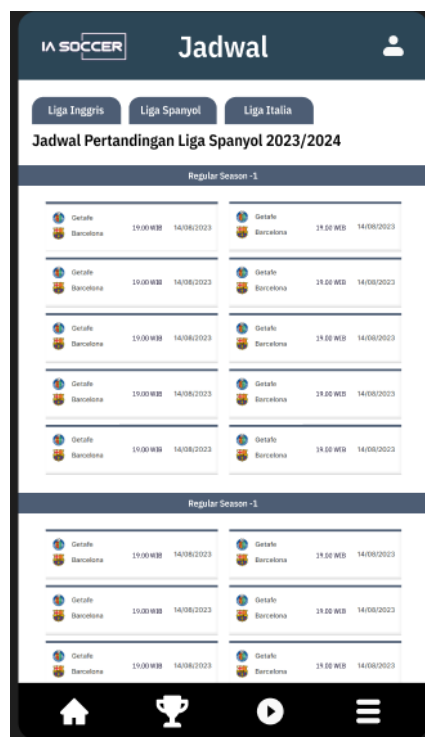 IA SOCCER
Jadwal
Liga Inggris Liga Spanyol Liga Italia
Jadwal Pertandingan Liga Spanyol 2023/2024
Regular Season -1
Getafe Getafe
19.00 WIB 14/08/2023 19.00 WIB 14/08/2023
Barcelona Barcelona
Getafe Getafe
19.00 WIB 14/08/2023 19.00 WIB 14/08/2023
Barcelona Barcelona
Getafe Getafe
19.00 WIB 14/08/2023 19.00 WIB 14/08/2023
Barcelona Barcelona
Getafe Getafe
19.00 WIB 14/08/2023 19.00 WIB 14/08/2023
Barcelona Barcelona
Getafe Getafe
19.00 WIB 14/08/2023 19.00 WIB 14/08/2023
Barcelona Barcelona
Regular Season -1
Getafe Getafe
19.00 WIB 14/08/2023 19.00 WIB 14/08/2023
Barcelona Barcelona
Getafe Getafe
19.00 WIB 14/08/2023 19.00 WIB 14/08/2023
Barcelona Barcelona
Getafe Getafe
19.00 WIB 14/08/2023 19.00 WIB 14/08/2023
Barcelona Barcelona